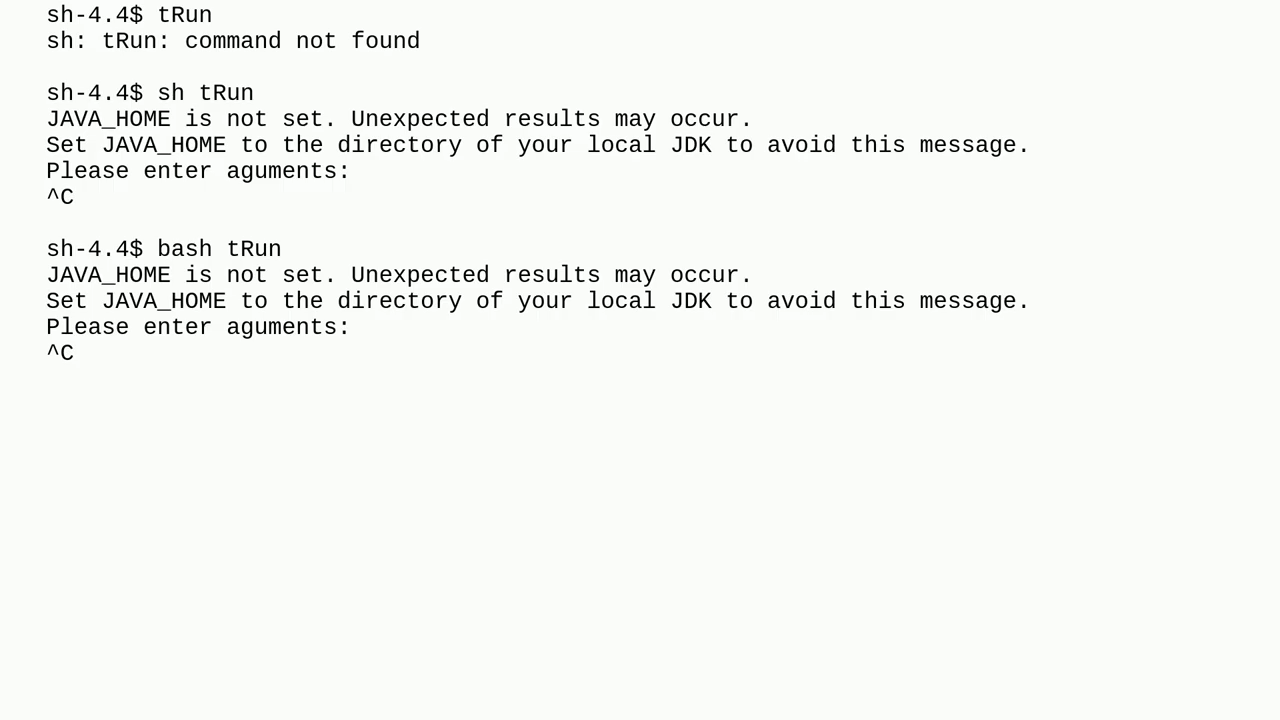 sh-4.4$ tRun
sh: tRun: command not found
sh-4.4$ sh tRun
JAVA_HOME is not set. Unexpected results may occur.
Set JAVA_HOME to the directory of your local JDK to avoid this message.
Please enter aguments:
^C
sh-4.4$ bash tRun
JAVA_HOME is not set. Unexpected results may occur.
Set JAVA_HOME to the directory of your local JDK to avoid this message.
Please enter aguments:
^C